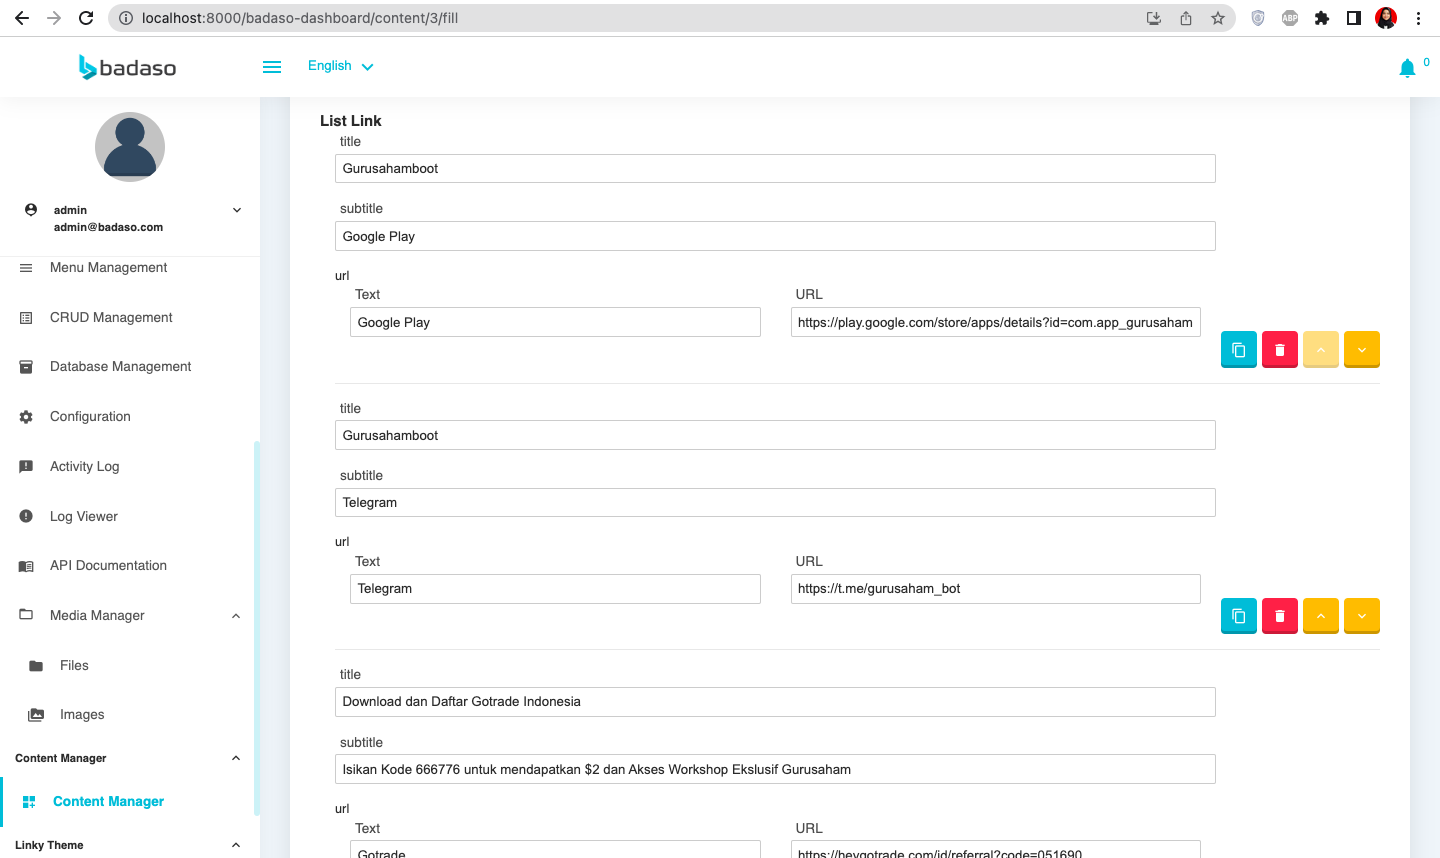 localhost:8000/badaso-dashboard/content/3/fill
ABP
badaso
English
0
admin
admin@badaso.com
Menu Management
CRUD Management
Database Management
Configuration
Activity Log
Log Viewer
API Documentation
Media Manager
Files
Images
Content Manager
Content Manager
Linky Theme
List Link
title
Gurusahamboot
subtitle
Google Play
url
Text URL
Google Play https://play.google.com/store/apps/details?id=com.app_gurusaham
title
Gurusahamboot
subtitle
Telegram
url
Text URL
Telegram https://t.me/gurusaham_bot
title
Download dan Daftar Gotrade Indonesia
subtitle
Isikan Kode 666776 untuk mendapatkan $2 dan Akses Workshop Ekslusif Gurusaham
url
Text URL
Gotrade https://heygotrade.com/id/referral?code=051690